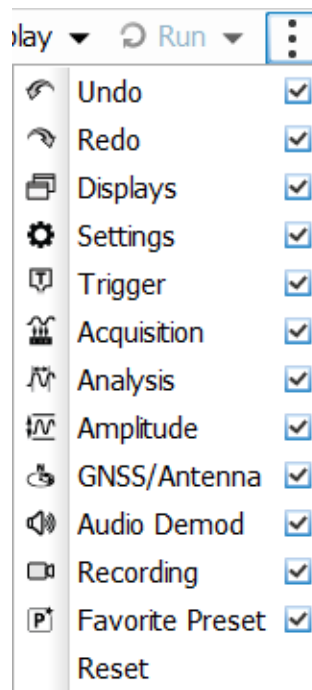 play Run
Undo
Redo
Displays
Settings
Trigger
Acquisition
Analysis
Amplitude
GNSS/Antenna
Audio Demod
Recording
Favorite Preset
Reset